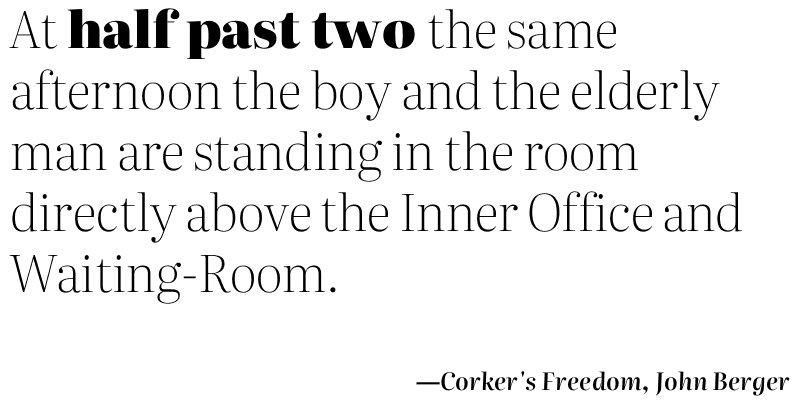 At half past two the same
afternoon the boy and the elderly
man are standing in the room
directly above the Inner Office and
Waiting-Room.
—Corker's Freedom, John Berger